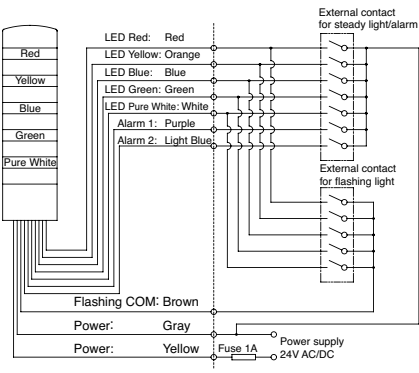 External contact
for steady light/alarm
LED Red: Red
LED Yellow: Orange
LED Blue: Blue
LED Green: Green
LED Pure White: White
Alarm 1: Purple
Alarm 2: Light Blue
Red
Yellow
Blue
Green
Pure White
External contact
for flashing light
Flashing COM: Brown
Power: Gray
Power: Yellow
Fuse 1A
Power supply
24V AC/DC